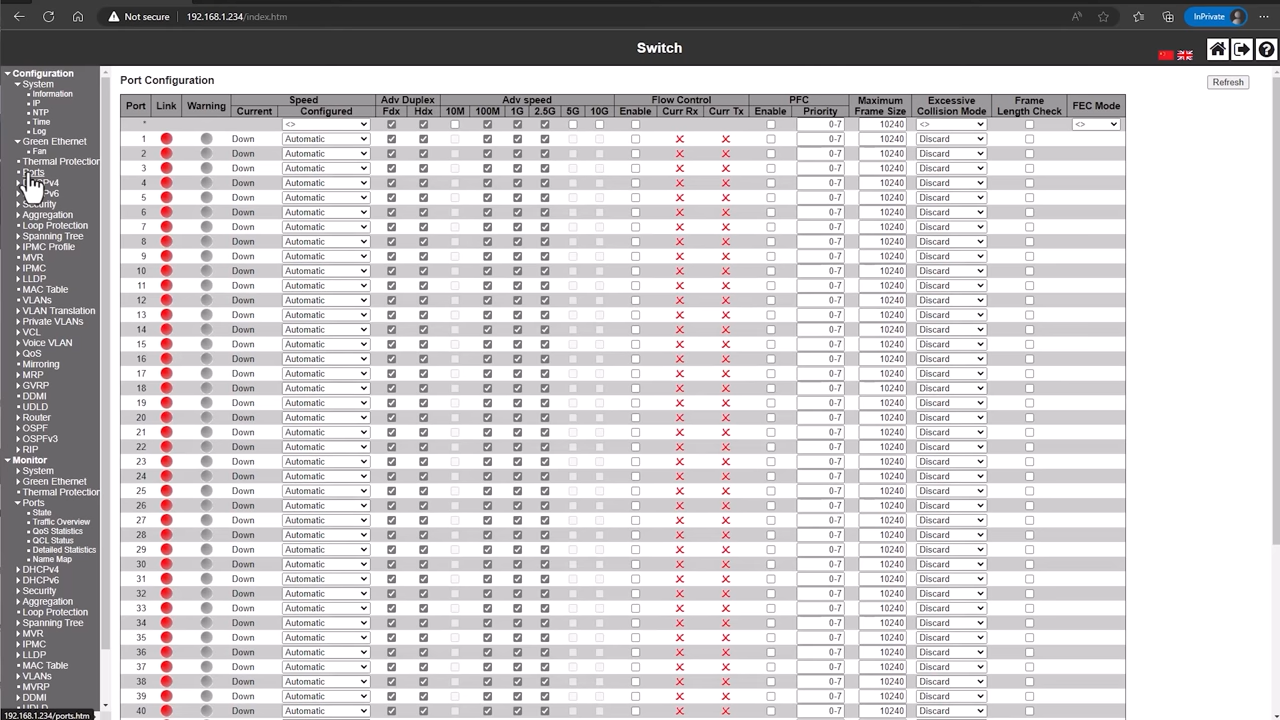 Not secure 192.168.1.234/index.htm InPrivate
Switch
Configuration
System
Information
IP
NTP
Time
Log
Green Ethernet
Fan
Thermal Protection
Ports
Security
Aggregation
Loop Protection
Spanning Tree
IPMC Profile
MVR
IPMC
LLDP
MAC Table
VLANs
VLAN Translation
Private VLANs
VCL
Voice VLAN
QoS
Mirroring
MRP
GVRP
DDMI
UDLD
Router
OSPF
OSPFv3
RIP
Monitor
System
Green Ethernet
Thermal Protection
Ports
State
Traffic Overview
QoS Statistics
QCL Status
Detailed Statistics
Name Map
DHCPv4
DHCPv6
Security
Aggregation
Loop Protection
Spanning Tree
MVR
IPMC
LLDP
MAC Table
VLANs
MVRP
DDMI
192.168.1.234/ports.htm
Port Configuration
Refresh
Port Link Warning Speed Adv Duplex Adv speed Flow Control PFC Maximum Frame Size Excessive Collision Mode Frame Length Check FEC Mode
Current Configured Fdx Hdx 10M 100M 1G 2.5G 5G 10G Enable Curr Rx Curr Tx Enable Priority
* <> 0-7 10240 <> <>
1 Down Automatic 0-7 10240 Discard
2 Down Automatic 0-7 10240 Discard
3 Down Automatic 0-7 10240 Discard
4 Down Automatic 0-7 10240 Discard
5 Down Automatic 0-7 10240 Discard
6 Down Automatic 0-7 10240 Discard
7 Down Automatic 0-7 10240 Discard
8 Down Automatic 0-7 10240 Discard
9 Down Automatic 0-7 10240 Discard
10 Down Automatic 0-7 10240 Discard
11 Down Automatic 0-7 10240 Discard
12 Down Automatic 0-7 10240 Discard
13 Down Automatic 0-7 10240 Discard
14 Down Automatic 0-7 10240 Discard
15 Down Automatic 0-7 10240 Discard
16 Down Automatic 0-7 10240 Discard
17 Down Automatic 0-7 10240 Discard
18 Down Automatic 0-7 10240 Discard
19 Down Automatic 0-7 10240 Discard
20 Down Automatic 0-7 10240 Discard
21 Down Automatic 0-7 10240 Discard
22 Down Automatic 0-7 10240 Discard
23 Down Automatic 0-7 10240 Discard
24 Down Automatic 0-7 10240 Discard
25 Down Automatic 0-7 10240 Discard
26 Down Automatic 0-7 10240 Discard
27 Down Automatic 0-7 10240 Discard
28 Down Automatic 0-7 10240 Discard
29 Down Automatic 0-7 10240 Discard
30 Down Automatic 0-7 10240 Discard
31 Down Automatic 0-7 10240 Discard
32 Down Automatic 0-7 10240 Discard
33 Down Automatic 0-7 10240 Discard
34 Down Automatic 0-7 10240 Discard
35 Down Automatic 0-7 10240 Discard
36 Down Automatic 0-7 10240 Discard
37 Down Automatic 0-7 10240 Discard
38 Down Automatic 0-7 10240 Discard
39 Down Automatic 0-7 10240 Discard
40 Down Automatic 0-7 10240 Discard